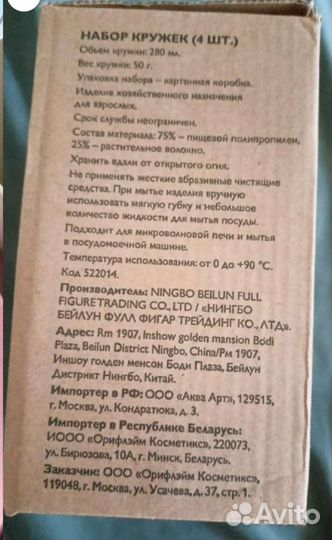 НАБОР КРУЖЕК (4 ШТ.)
Объем кружки: 280 мл.
Вес кружки: 50 г.
Упаковка набора – картонная коробка.
Изделие хозяйственного назначения
для взрослых.
Срок службы неограничен.
Состав материала: 75% – пищевой полипропилен,
25% – растительное волокно.
Хранить вдали от открытого огня.
Не применять жесткие абразивные чистящие
средства. При мытье изделия вручную
использовать мягкую губку и небольшое
количество жидкости для мытья посуды.
Подходит для микроволновой печи и мытья
в посудомоечной машине.
Температура использования: от 0 до +90 °С.
Код 522014.
Производитель: NINGBO BEILUN FULL
FIGURE TRADING CO., LTD / «НИНГБО
БЕЙЛУН ФУЛЛ ФИГАР ТРЕЙДИНГ КО., ЛТД».
Адрес: Rm 1907, Inshow golden mansion Bodi
Plaza, Beilun District Ningbo, China/Рм 1907,
Иншоу голден меншон Боди Плаза, Бейлун
Дистрикт Нингбо, Китай.
Импортер в РФ: ООО «Аква Арт», 129515,
г. Москва, ул. Кондратюка, д. 3.
Импортер в Республике Беларусь:
ИООО «Орифлэйм Косметикс», 220073,
ул. Бирюзова, 10А, г. Минск, Беларусь.
Заказчик: ООО «Орифлэйм Косметикс»,
119048, г. Москва, ул. Усачева, д. 37, стр. 1.
Avito